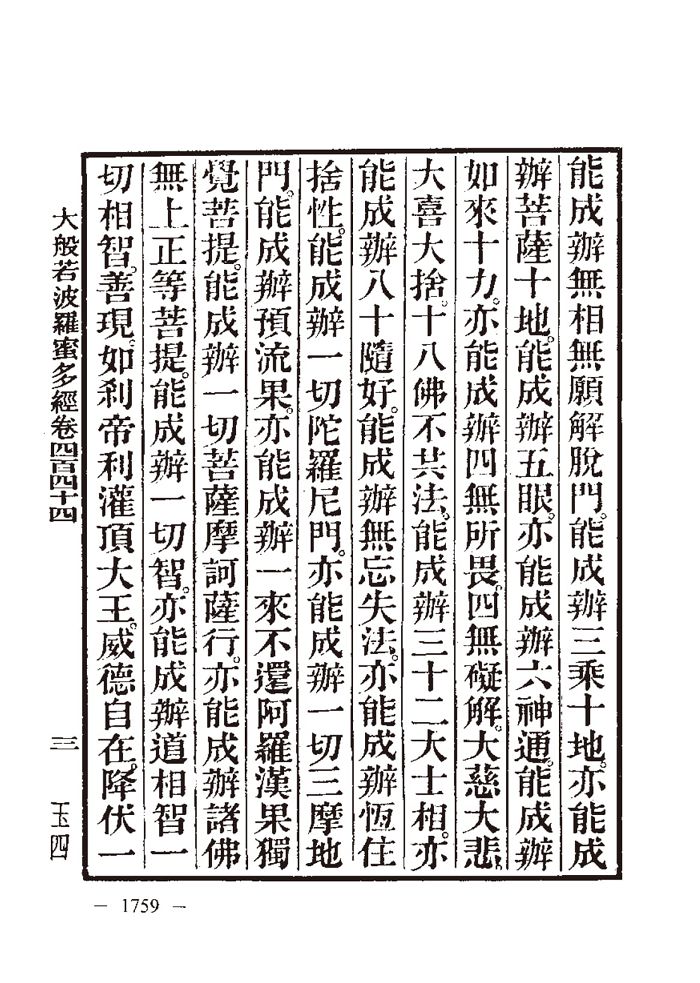 能成辦無相無願解脫門。能成辦三乘十地。亦能成
辦菩薩十地。能成辦五眼。亦能成辦六神通。能成辦
如來十力。亦能成辦四無所畏。四無礙解。大慈大悲。
大喜大捨。十八佛不共法。能成辦三十二大士相。亦
能成辦八十隨好。能成辦無忘失法。亦能成辦恆住
捨性。能成辦一切陀羅尼門。亦能成辦一切三摩地
門。能成辦預流果。亦能成辦一來不還阿羅漢果獨
覺菩提。能成辦一切菩薩摩訶薩行。亦能成辦諸佛
無上正等菩提。能成辦一切智。亦能成辦道相智一
切相智。善現。如剎帝利灌頂大王。威德自在。降伏一
大般若波羅蜜多經卷四百四十四 三 玉四
— 1759 —